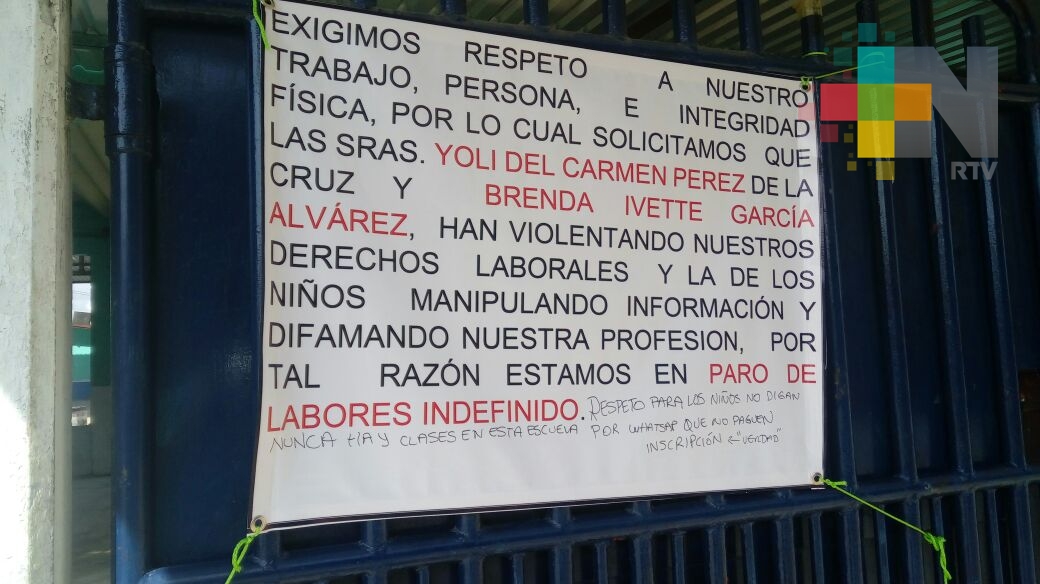 EXIGIMOS RESPETO A NUESTRO
TRABAJO, PERSONA, E INTEGRIDAD
FÍSICA, POR LO CUAL SOLICITAMOS QUE
LAS SRAS. YOLI DEL CARMEN PEREZ DE LA
CRUZ Y BRENDA IVETTE GARCÍA
ALVÁREZ, HAN VIOLENTANDO NUESTROS
DERECHOS LABORALES Y LA DE LOS
NIÑOS MANIPULANDO INFORMACIÓN Y
DIFAMANDO NUESTRA PROFESION, POR
TAL RAZÓN ESTAMOS EN PARO DE
LABORES INDEFINIDO. RESPETO PARA LOS NIÑOS NO DIGAN
NUNCA HAY CLASES EN ESTA ESCUELA POR WHATSAP QUE NO PAGUEN
INSCRIPCIÓN ← "VERDAD"
N
RTV